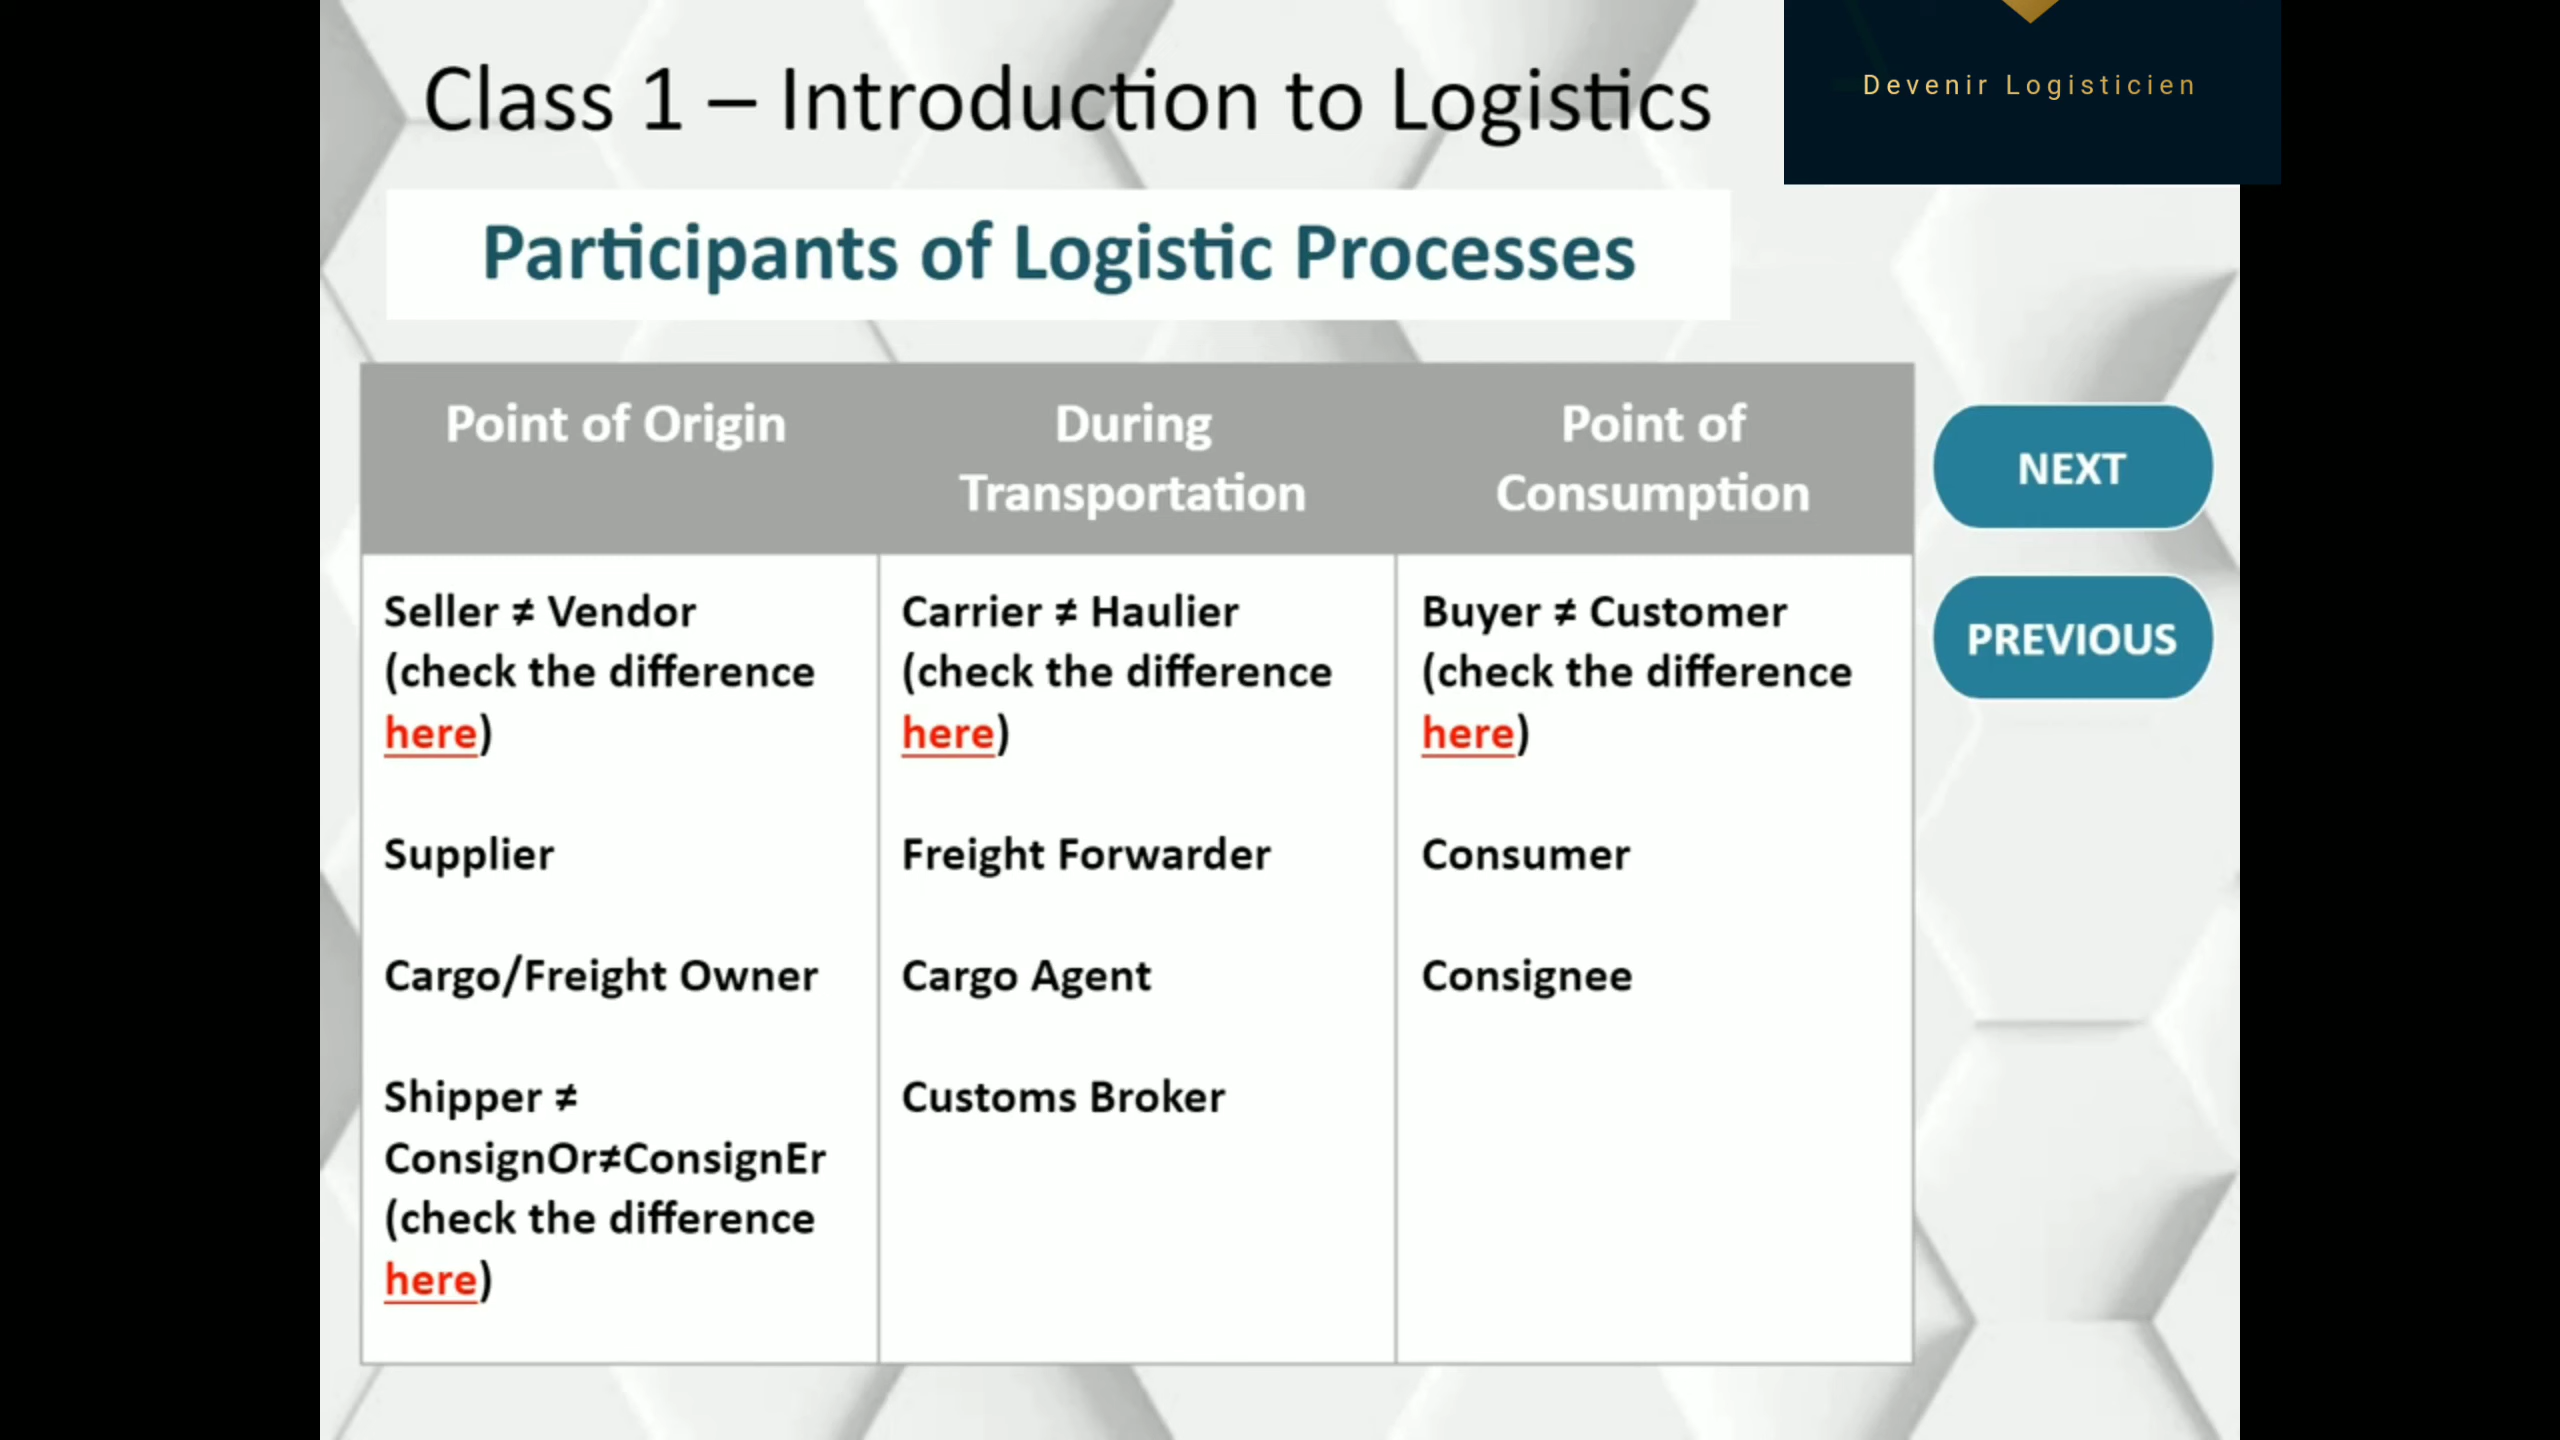 Class 1 – Introduction to Logistics
Devenir Logisticien
Participants of Logistic Processes
Point of Origin
During
Transportation
Point of
Consumption
NEXT
PREVIOUS
Seller ≠ Vendor
(check the difference
here)
Supplier
Cargo/Freight Owner
Shipper ≠
ConsignOr≠ConsignEr
(check the difference
here)
Carrier ≠ Haulier
(check the difference
here)
Freight Forwarder
Cargo Agent
Customs Broker
Buyer ≠ Customer
(check the difference
here)
Consumer
Consignee